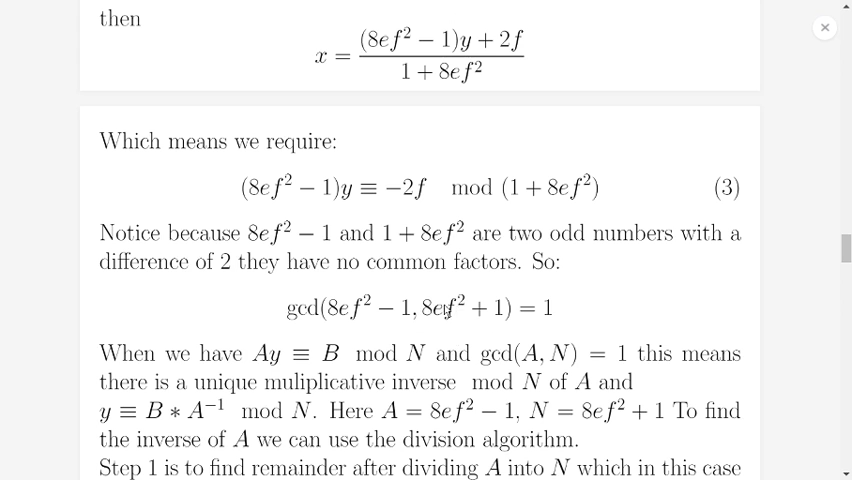 then
x = \frac{(8ef^2 - 1)y + 2f}{1 + 8ef^2}
Which means we require:
(8ef^2 - 1)y ≡ -2f mod (1 + 8ef^2) (3)
Notice because 8ef^2 - 1 and 1 + 8ef^2 are two odd numbers with a
difference of 2 they have no common factors. So:
gcd(8ef^2 - 1, 8ef^2 + 1) = 1
When we have Ay ≡ B mod N and gcd(A, N) = 1 this means
there is a unique muliplicative inverse mod N of A and
y ≡ B * A^{-1} mod N. Here A = 8ef^2 - 1, N = 8ef^2 + 1 To find
the inverse of A we can use the division algorithm.
Step 1 is to find remainder after dividing A into N which in this case